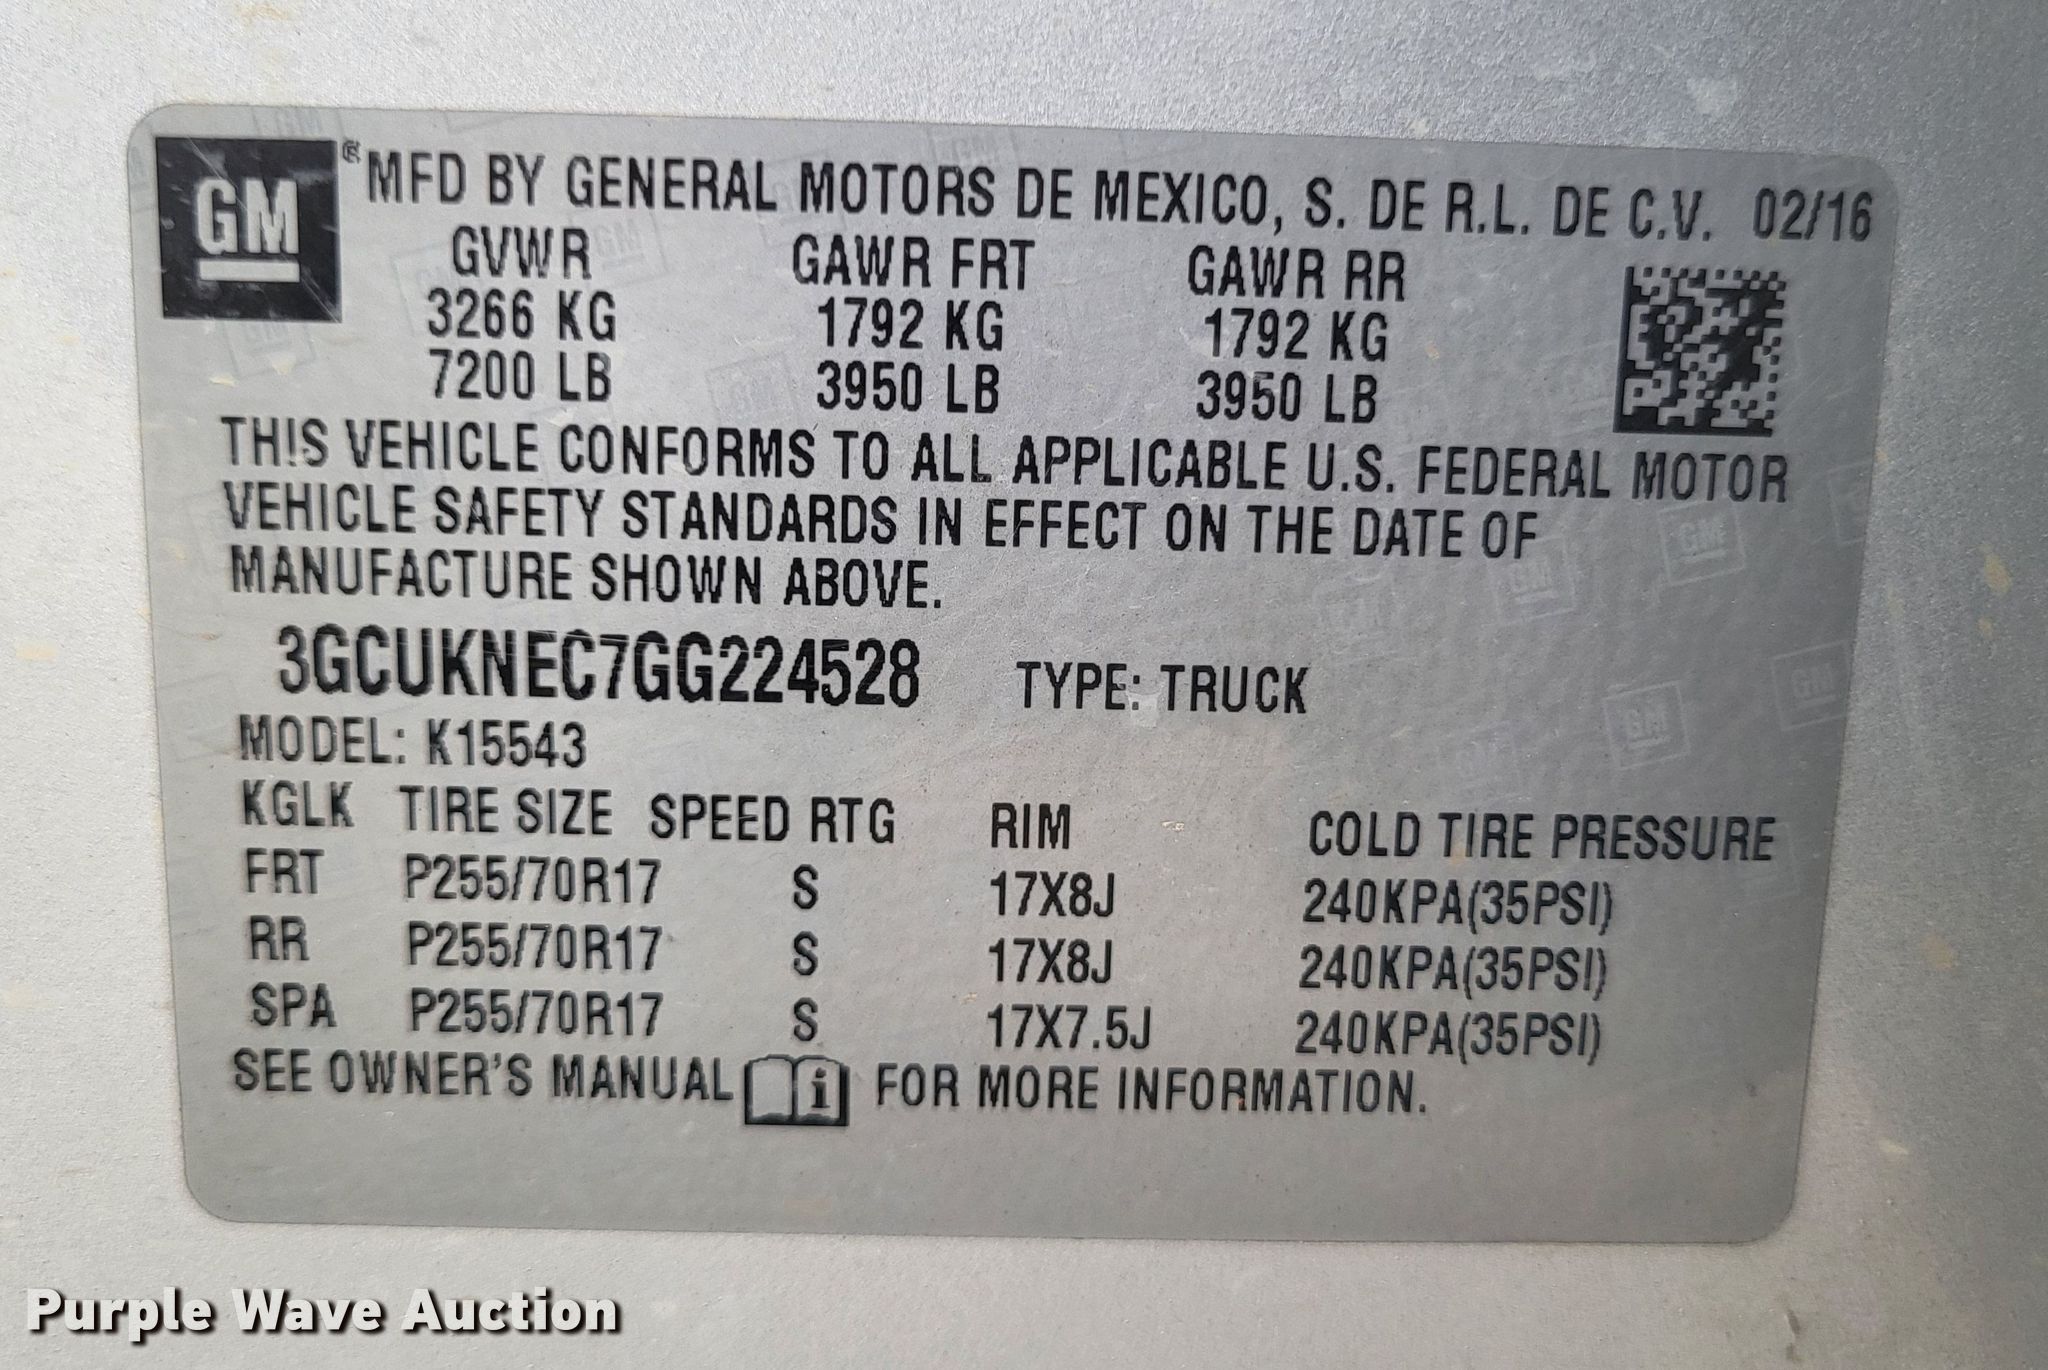 GM® MFD BY GENERAL MOTORS DE MEXICO, S. DE R.L. DE C.V. 02/16
GVWR GAWR FRT GAWR RR
3266 KG 1792 KG 1792 KG
7200 LB 3950 LB 3950 LB
THIS VEHICLE CONFORMS TO ALL APPLICABLE U.S. FEDERAL MOTOR
VEHICLE SAFETY STANDARDS IN EFFECT ON THE DATE OF
MANUFACTURE SHOWN ABOVE.
3GCUKNEC7GG224528 TYPE: TRUCK
MODEL: K15543
KGLK TIRE SIZE SPEED RTG RIM COLD TIRE PRESSURE
FRT P255/70R17 S 17X8J 240KPA(35PSI)
RR P255/70R17 S 17X8J 240KPA(35PSI)
SPA P255/70R17 S 17X7.5J 240KPA(35PSI)
SEE OWNER'S MANUAL i FOR MORE INFORMATION.
Purple Wave Auction